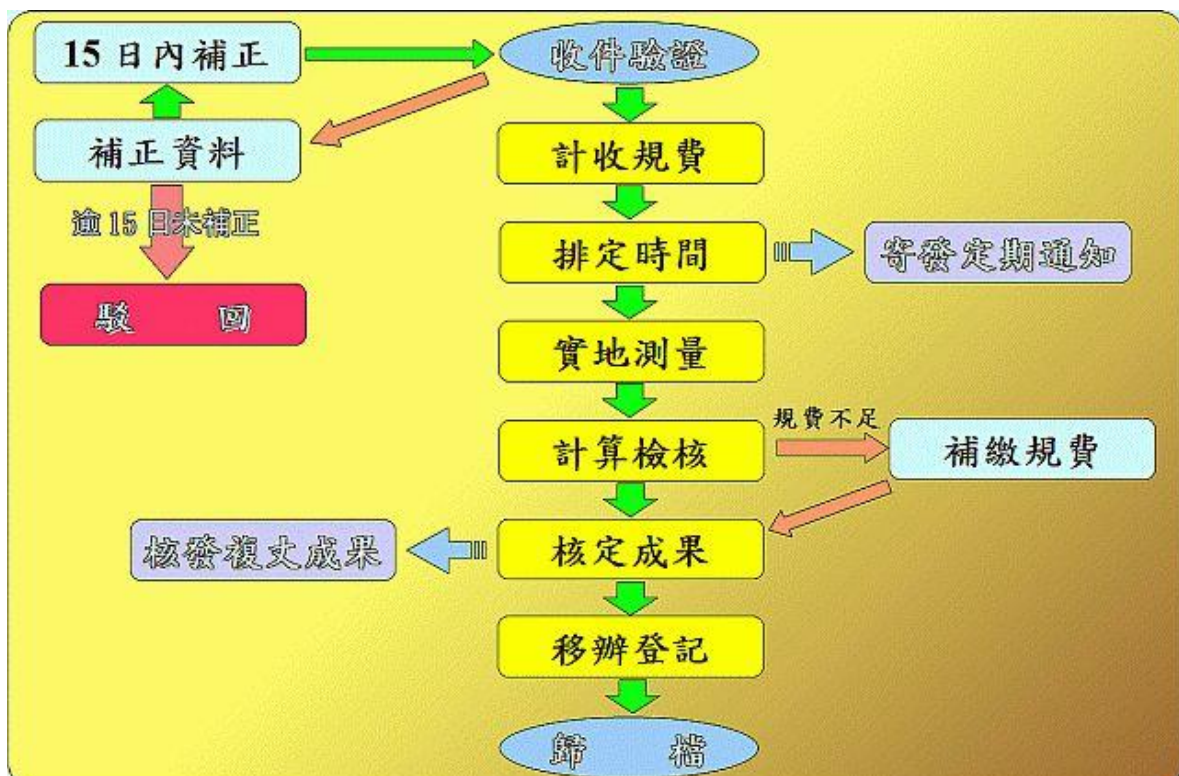 15日內補正
收件驗證
補正資料
計收規費
逾15日未補正
排定時間
寄發定期通知
駁回
實地測量
規費不足
計算檢核
補繳規費
核發複丈成果
核定成果
移辦登記
歸檔